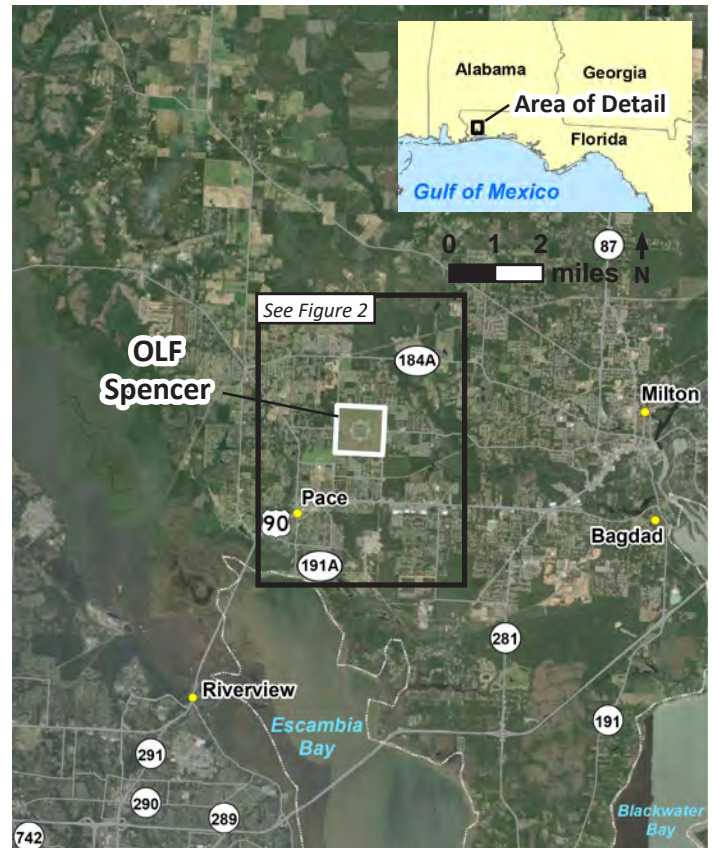 Alabama
Georgia
Area of Detail
Florida
Gulf of Mexico
0 1 2
miles
N
87
See Figure 2
184A
OLF
Spencer
Milton
Pace
90
Bagdad
191A
281
Riverview
191
Escambia
Bay
291
290
289
742
Blackwater
Bay